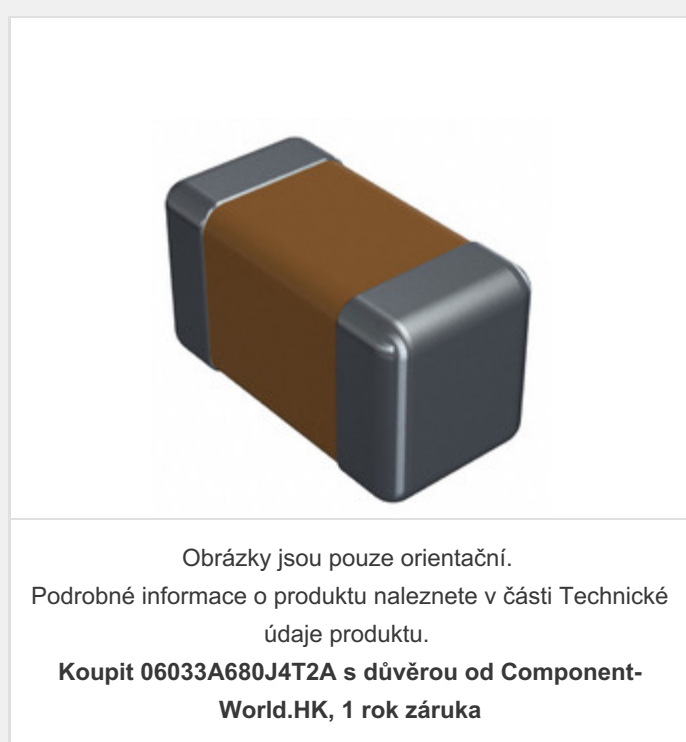 Obrázky jsou pouze orientační.
Podrobné informace o produktu naleznete v části Technické
údaje produktu.
Koupit 06033A680J4T2A s důvěrou od Component-
World.HK, 1 rok záruka